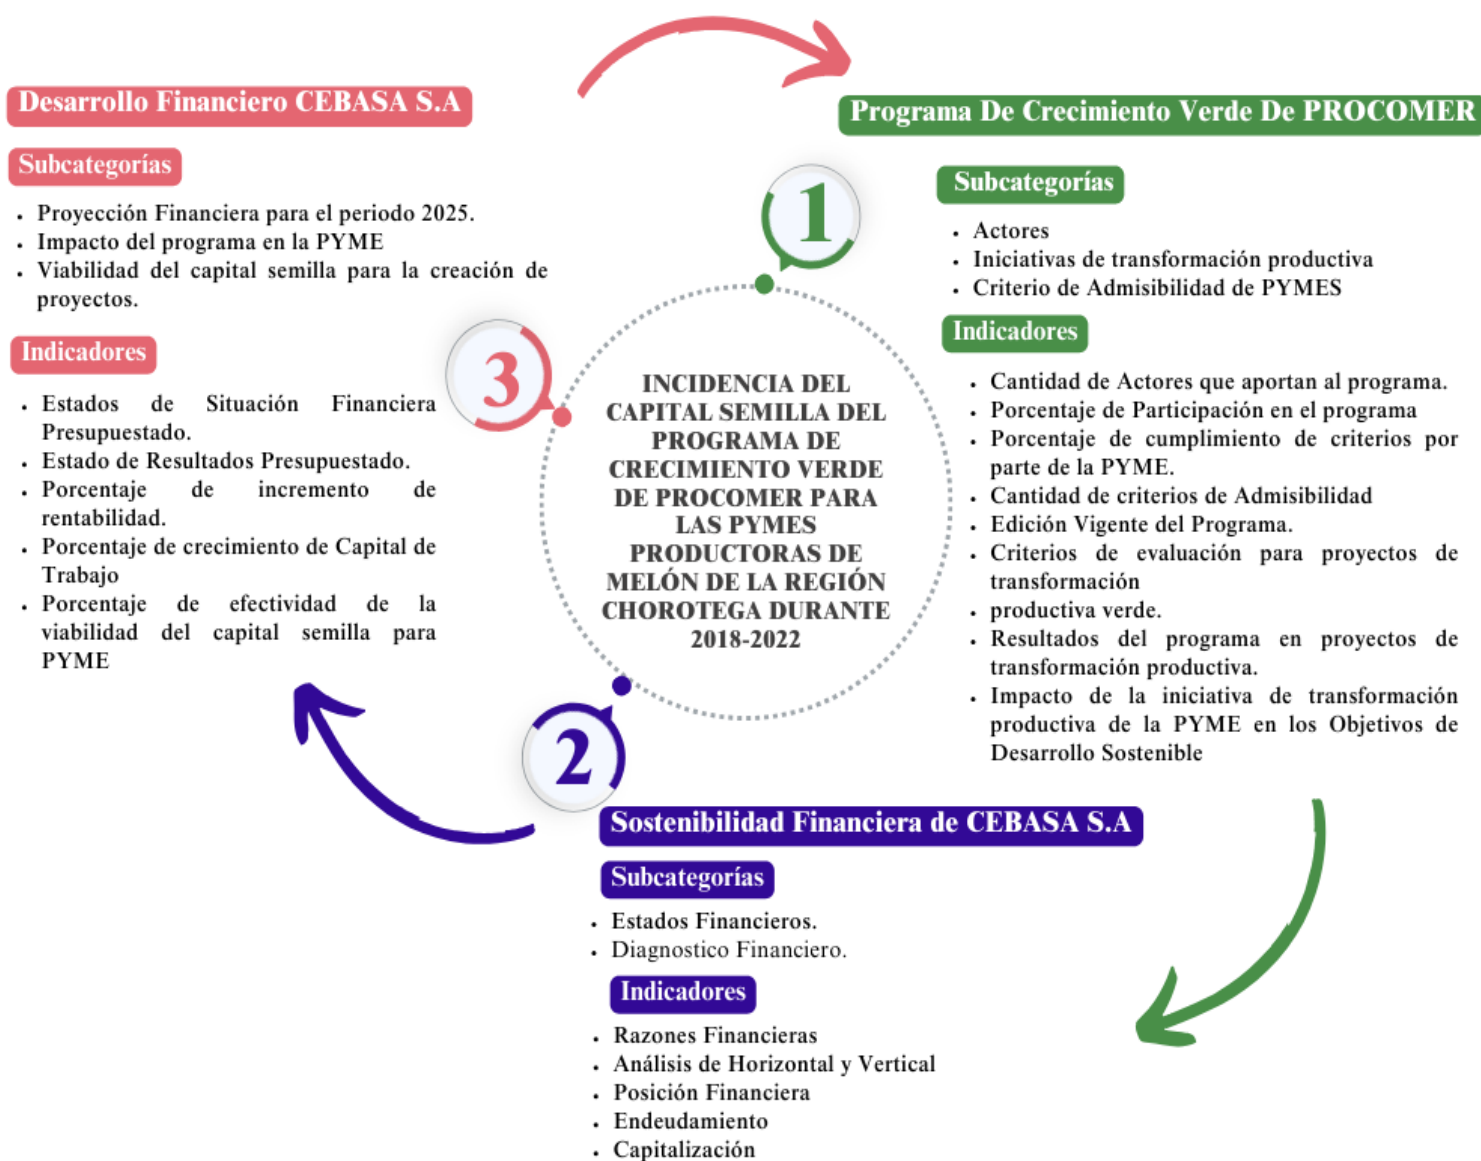 Desarrollo Financiero CEBASA S.A
Subcategorías
Proyección Financiera para el periodo 2025.
Impacto del programa en la PYME
Viabilidad del capital semilla para la creación de
proyectos.
Indicadores
Estados de Situación Financiera
Presupuestado.
Estado de Resultados Presupuestado.
Porcentaje de incremento de
rentabilidad.
Porcentaje de crecimiento de Capital de
Trabajo
Porcentaje de efectividad de la
viabilidad del capital semilla para
PYME
3
INCIDENCIA DEL
CAPITAL SEMILLA DEL
PROGRAMA DE
CRECIMIENTO VERDE
DE PROCOMER PARA
LAS PYMES
PRODUCTORAS DE
MELÓN DE LA REGIÓN
CHOROTEGA DURANTE
2018-2022
1
Programa De Crecimiento Verde De PROCOMER
Subcategorías
Actores
Iniciativas de transformación productiva
Criterio de Admisibilidad de PYMES
Indicadores
Cantidad de Actores que aportan al programa.
Porcentaje de Participación en el programa
Porcentaje de cumplimiento de criterios por
parte de la PYME.
Cantidad de criterios de Admisibilidad
Edición Vigente del Programa.
Criterios de evaluación para proyectos de
transformación
productiva verde.
Resultados del programa en proyectos de
transformación productiva.
Impacto de la iniciativa de transformación
productiva de la PYME en los Objetivos de
Desarrollo Sostenible
2
Sostenibilidad Financiera de CEBASA S.A
Subcategorías
Estados Financieros.
Diagnostico Financiero.
Indicadores
Razones Financieras
Análisis de Horizontal y Vertical
Posición Financiera
Endeudamiento
Capitalización